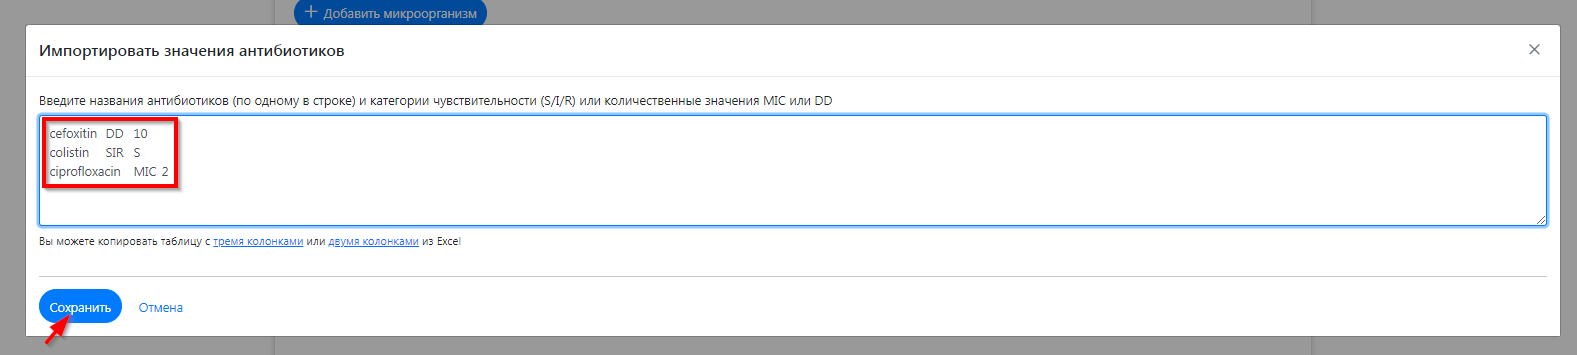 + Добавить микроорганизм
Импортировать значения антибиотиков
Введите названия антибиотиков (по одному в строке) и категории чувствительности (S/I/R) или количественные значения MIC или DD
cefoxitin DD 10
colistin SIR S
ciprofloxacin MIC 2
Вы можете копировать таблицу с тремя колонками или двумя колонками из Excel
Сохранить Отмена